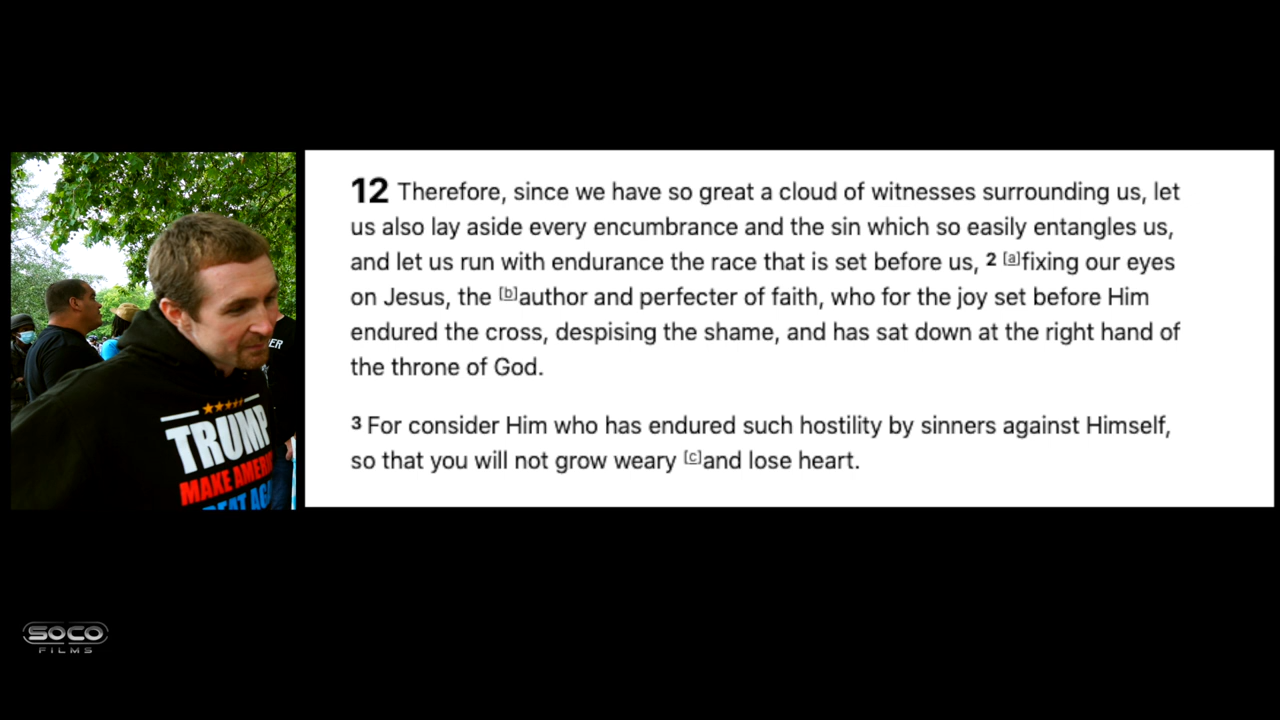 ER
TRUMP
MAKE AMERI
EAT AGA
12 Therefore, since we have so great a cloud of witnesses surrounding us, let
us also lay aside every encumbrance and the sin which so easily entangles us,
and let us run with endurance the race that is set before us, 2 [a]fixing our eyes
on Jesus, the [b]author and perfecter of faith, who for the joy set before Him
endured the cross, despising the shame, and has sat down at the right hand of
the throne of God.
3 For consider Him who has endured such hostility by sinners against Himself,
so that you will not grow weary [c]and lose heart.
SOCO
FILMS